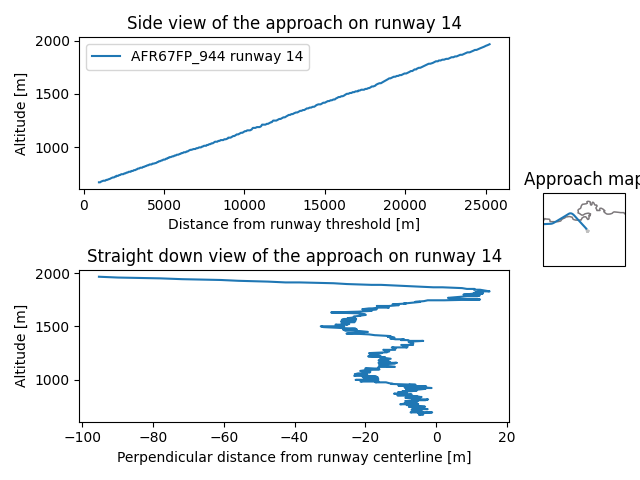 Side view of the approach on runway 14
AFR67FP_944 runway 14
Altitude [m]
2000
1500
1000
0
5000
10000
15000
20000
25000
Distance from runway threshold [m]
Approach map
Straight down view of the approach on runway 14
Altitude [m]
2000
1500
1000
−100
−80
−60
−40
−20
0
20
Perpendicular distance from runway centerline [m]